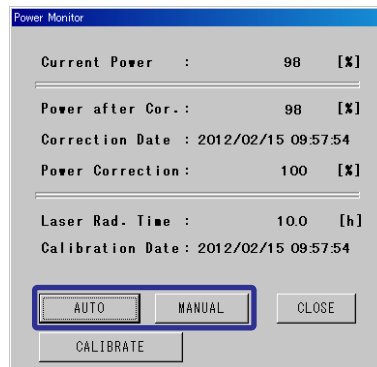 Power Monitor
Current Power : 98 [%]
Power after Cor.: 98 [%]
Correction Date : 2012/02/15 09:57:54
Power Correction: 100 [%]
Laser Rad. Time : 10.0 [h]
Calibration Date: 2012/02/15 09:57:54
AUTO MANUAL CLOSE
CALIBRATE